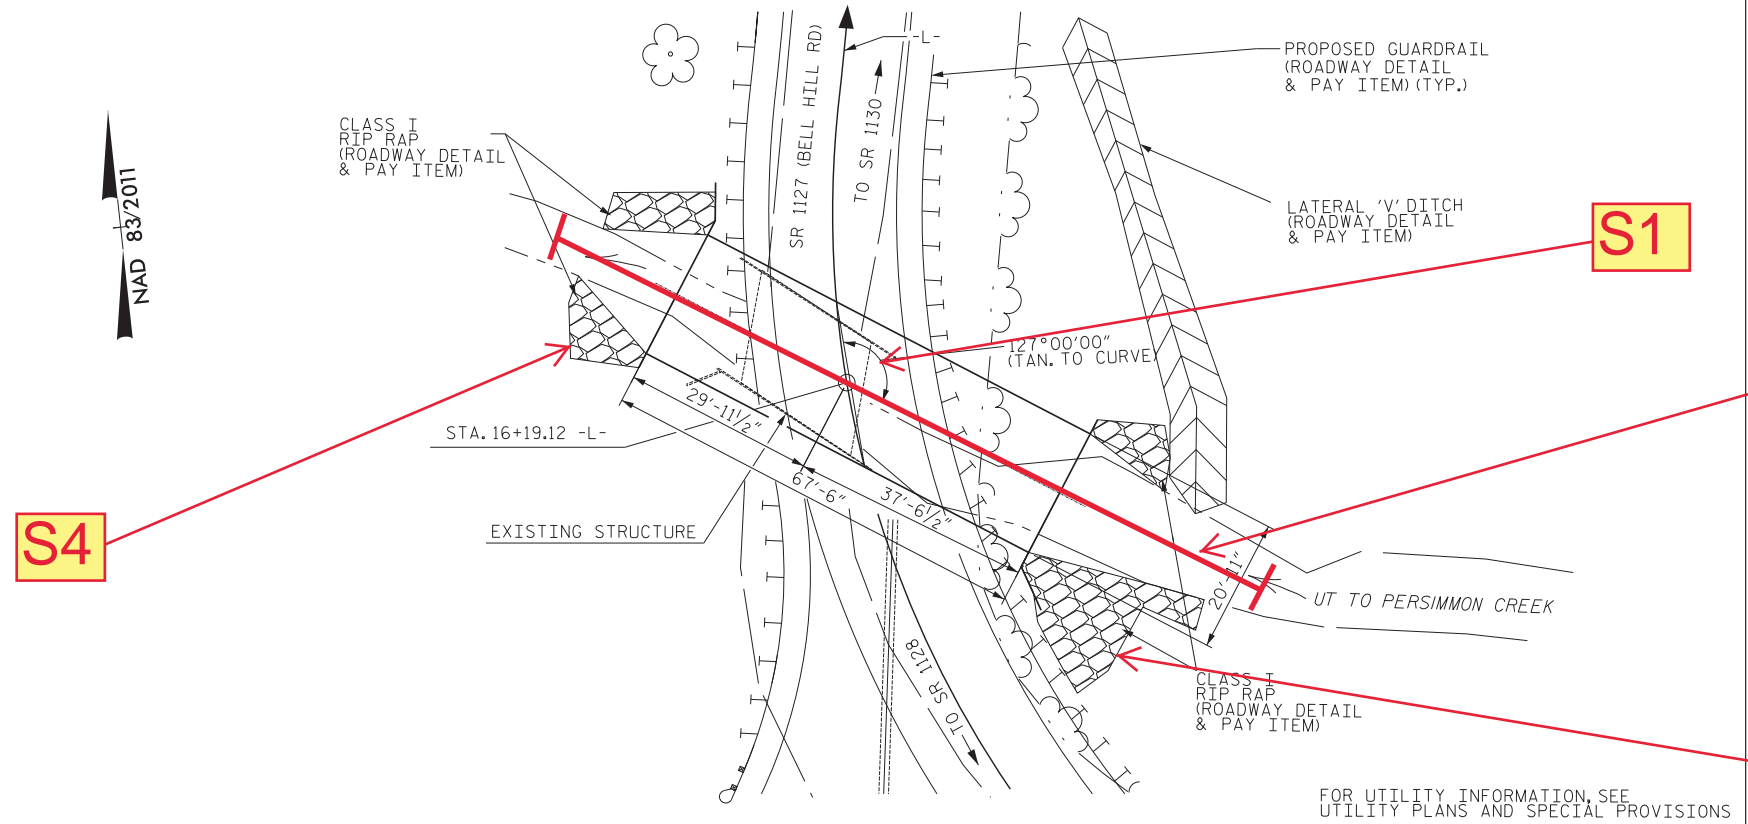 -L-
PROPOSED GUARDRAIL
(ROADWAY DETAIL
& PAY ITEM) (TYP.)
SR 1127 (BELL HILL RD)
TO SR 1130
CLASS I
RIP RAP
(ROADWAY DETAIL
& PAY ITEM)
NAD 83/2011
LATERAL 'V' DITCH
(ROADWAY DETAIL
& PAY ITEM)
S1
127°00'00"
(TAN. TO CURVE)
29'-11½"
STA. 16+19.12 -L-
67'-6"
37'-6½"
EXISTING STRUCTURE
S4
20'-11"
UT TO PERSIMMON CREEK
TO SR 1128
CLASS I
RIP RAP
(ROADWAY DETAIL
& PAY ITEM)
FOR UTILITY INFORMATION, SEE
UTILITY PLANS AND SPECIAL PROVISIONS